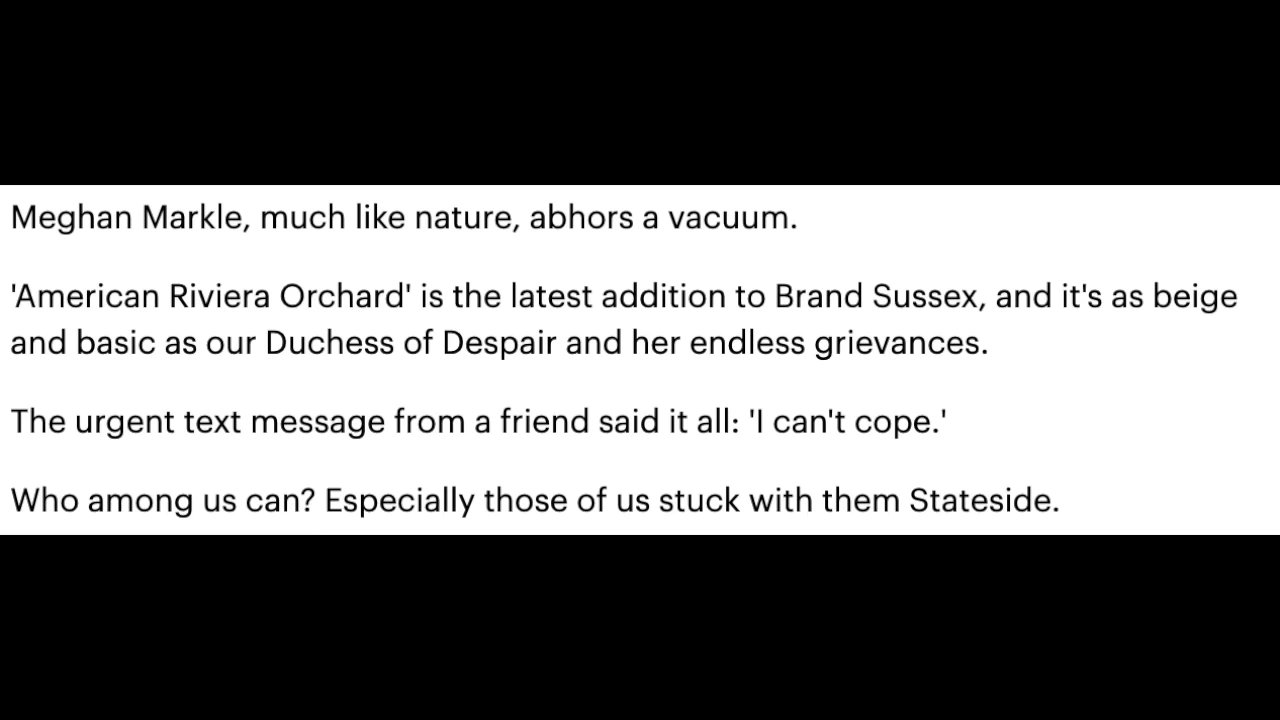 Meghan Markle, much like nature, abhors a vacuum.
'American Riviera Orchard' is the latest addition to Brand Sussex, and it's as beige
and basic as our Duchess of Despair and her endless grievances.
The urgent text message from a friend said it all: 'I can't cope.'
Who among us can? Especially those of us stuck with them Stateside.